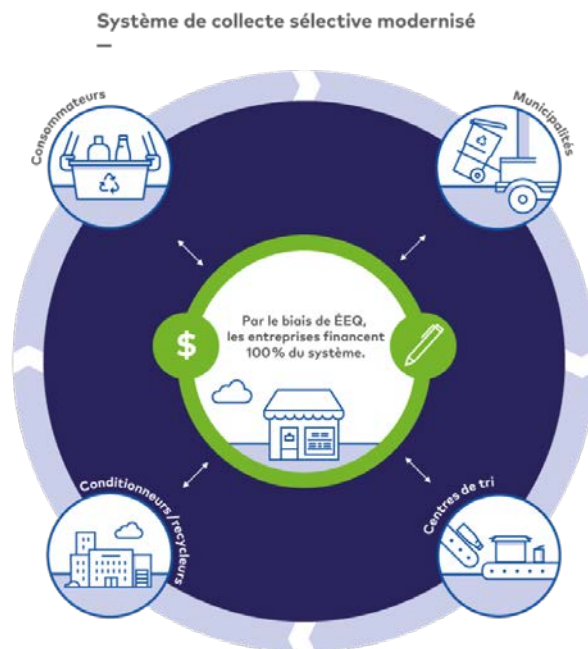 Système de collecte sélective modernisé
Consommateurs
Municipalités
Par le biais de ÉEQ,
les entreprises financent
100% du système.
$
Conditionneurs/recycleurs
Centres de tri